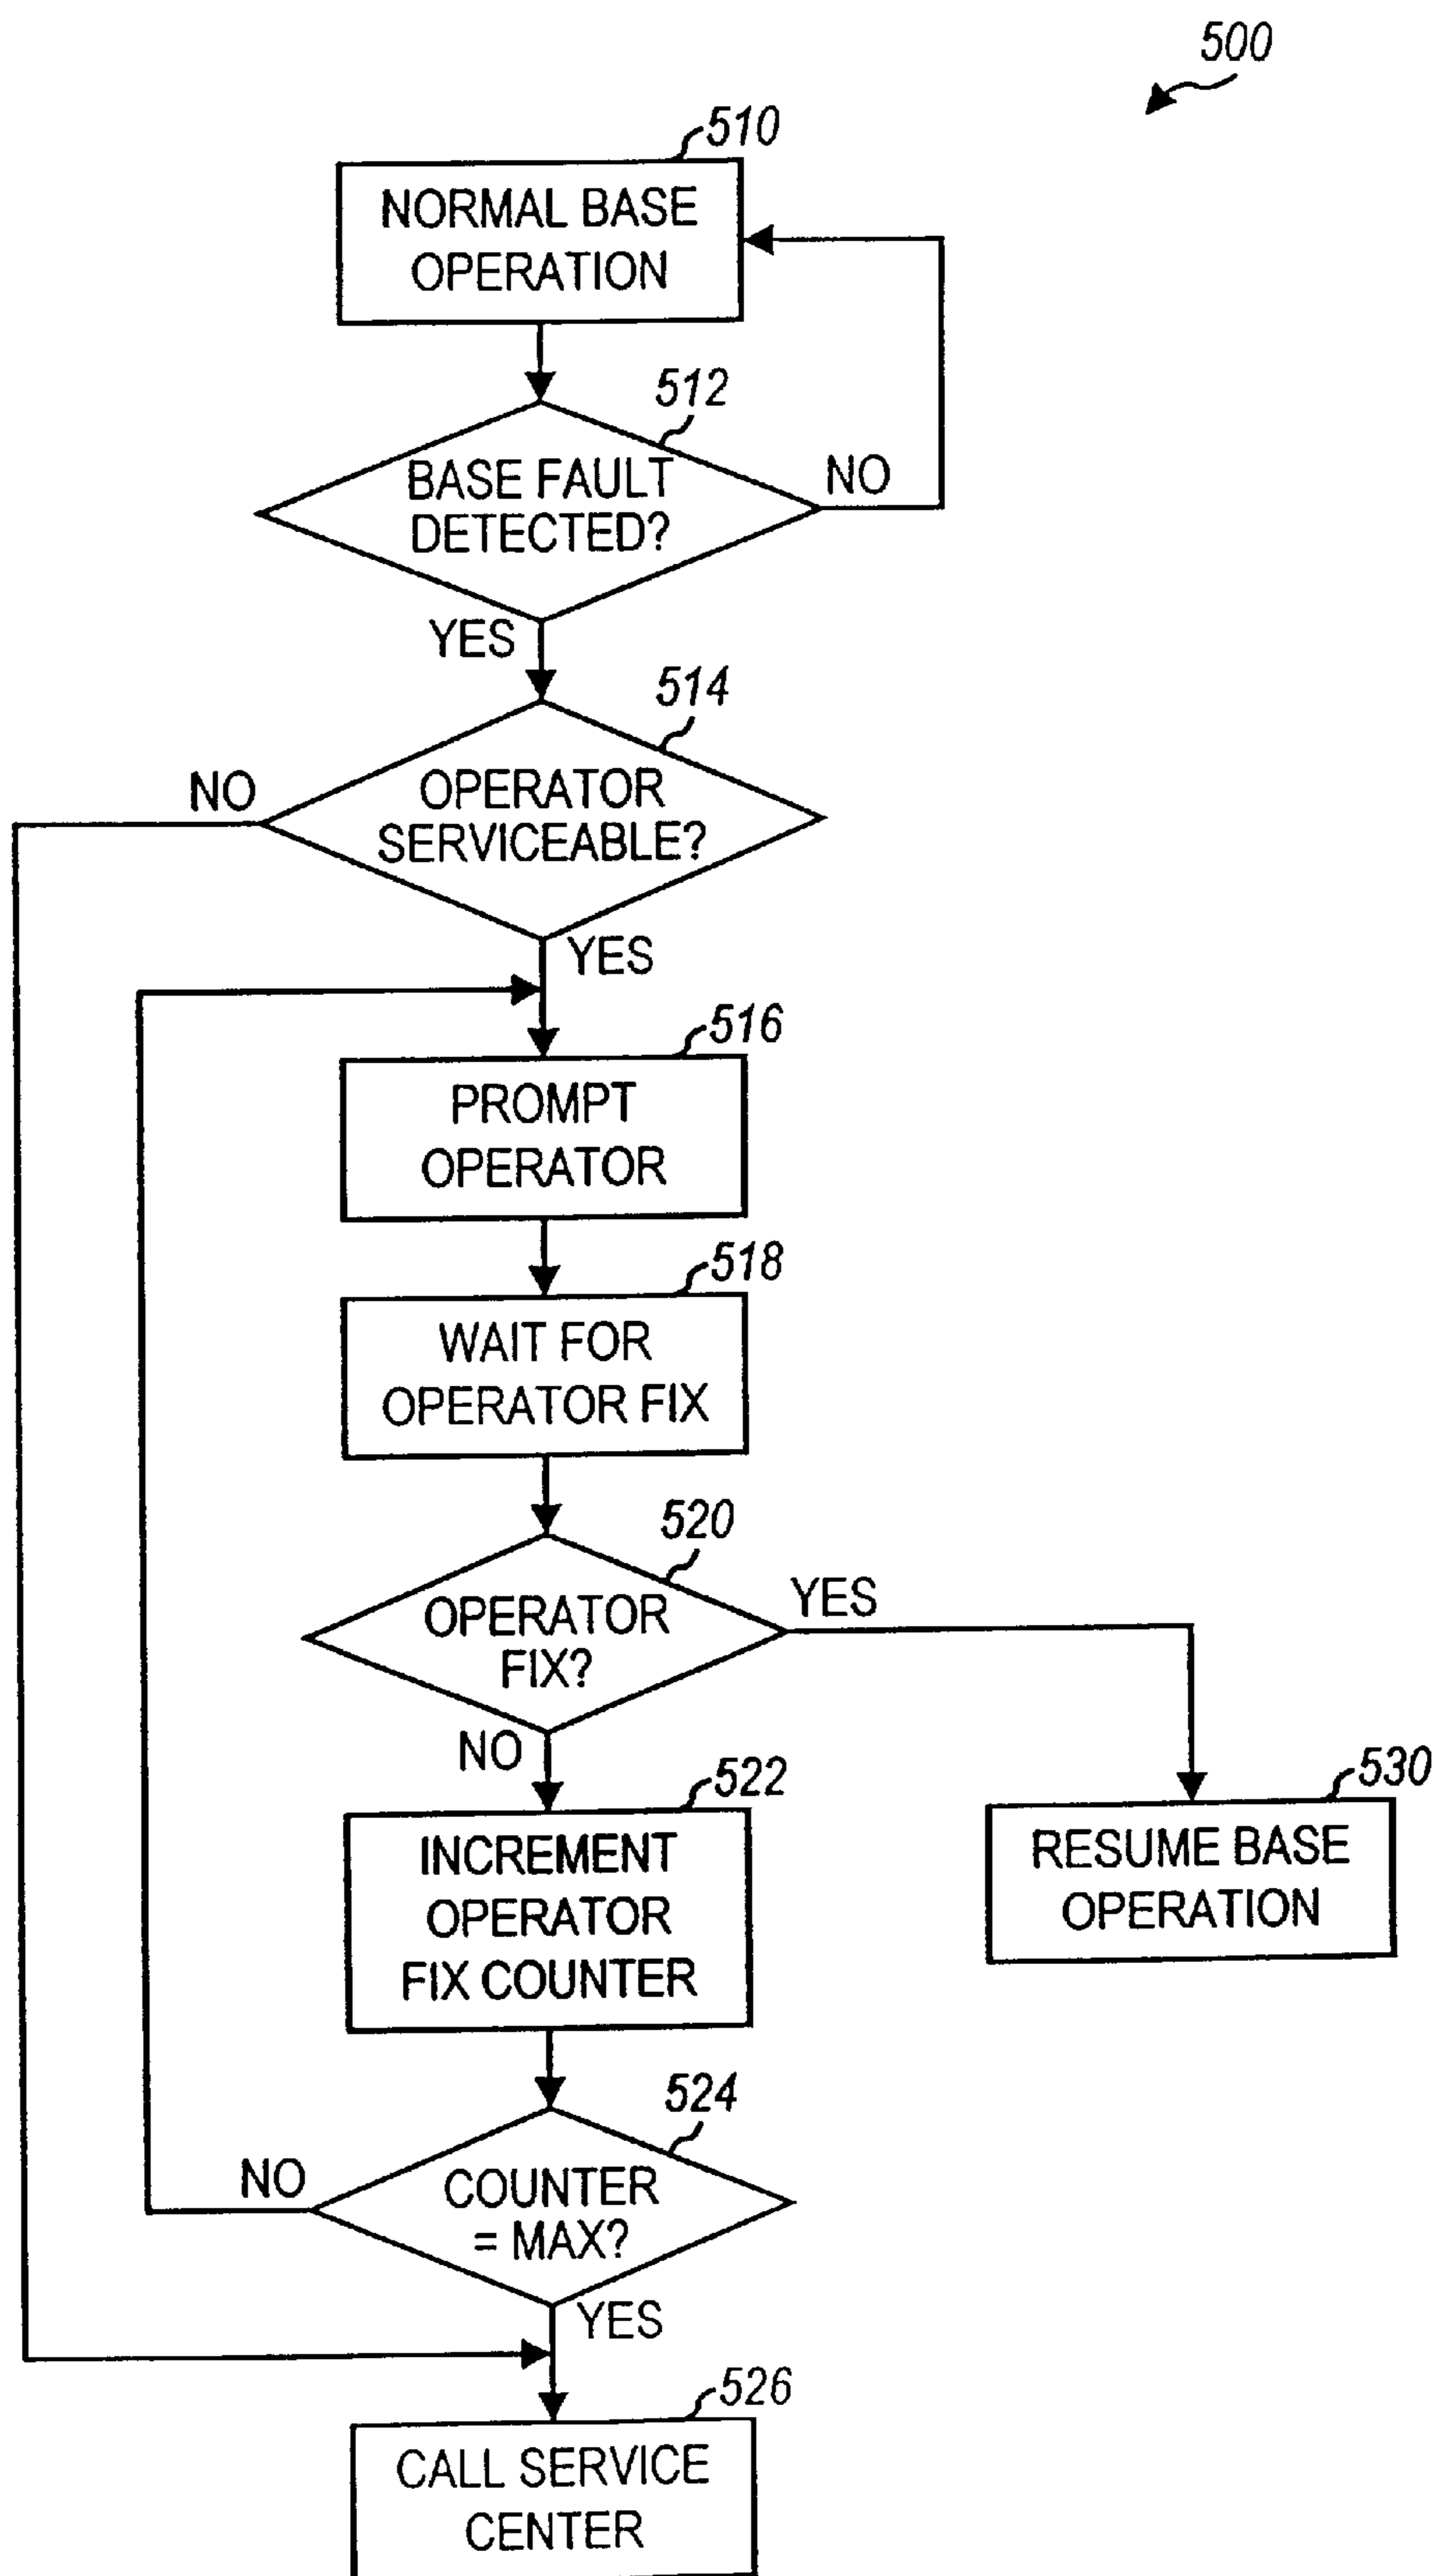 500
510
NORMAL BASE
OPERATION
512
BASE FAULT
DETECTED?
NO
YES
514
NO
OPERATOR
SERVICEABLE?
YES
516
PROMPT
OPERATOR
518
WAIT FOR
OPERATOR FIX
520
OPERATOR
FIX?
YES
NO
522
INCREMENT
OPERATOR
FIX COUNTER
530
RESUME BASE
OPERATION
524
NO
COUNTER
= MAX?
YES
526
CALL SERVICE
CENTER